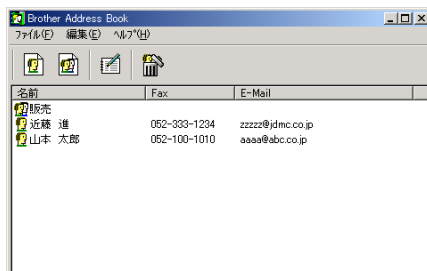 Brother Address Book
ファイル(F) 編集(E) ヘルプ(H)
名前 Fax E-Mail
販売
近藤 進 052-333-1234 zzzzz@jdmc.co.jp
山本 太郎 052-100-1010 aaaa@abc.co.jp